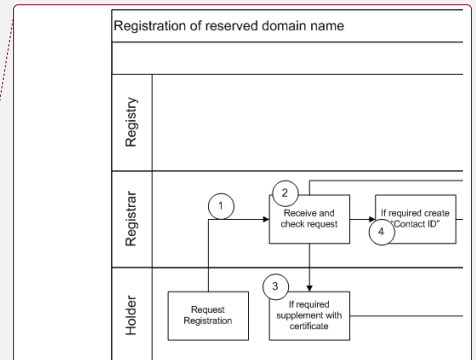 Registration of reserved domain name
Registry
Registrar
1
2
Receive and
check request
If required create
"Contact ID"
4
Holder
Request
Registration
3
If required
supplement with
certificate